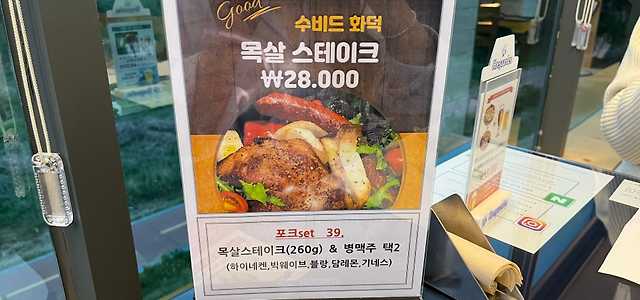 Good
수비드 화덕
목살 스테이크
₩28.000
포크set 39.
목살스테이크(260g) & 병맥주 택2
(하이네켄,빅웨이브,블랑,담레몬,기네스)